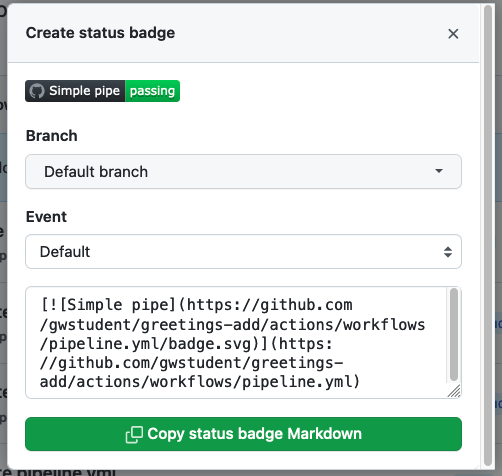 Create status badge
Simple pipe passing
Branch
Default branch
Event
Default
[![Simple pipe](https://github.com
/gwstudent/greetings-add/actions/workflows
/pipeline.yml/badge.svg)](https:
//github.com/gwstudent/greetings-
add/actions/workflows/pipeline.yml)
Copy status badge Markdown